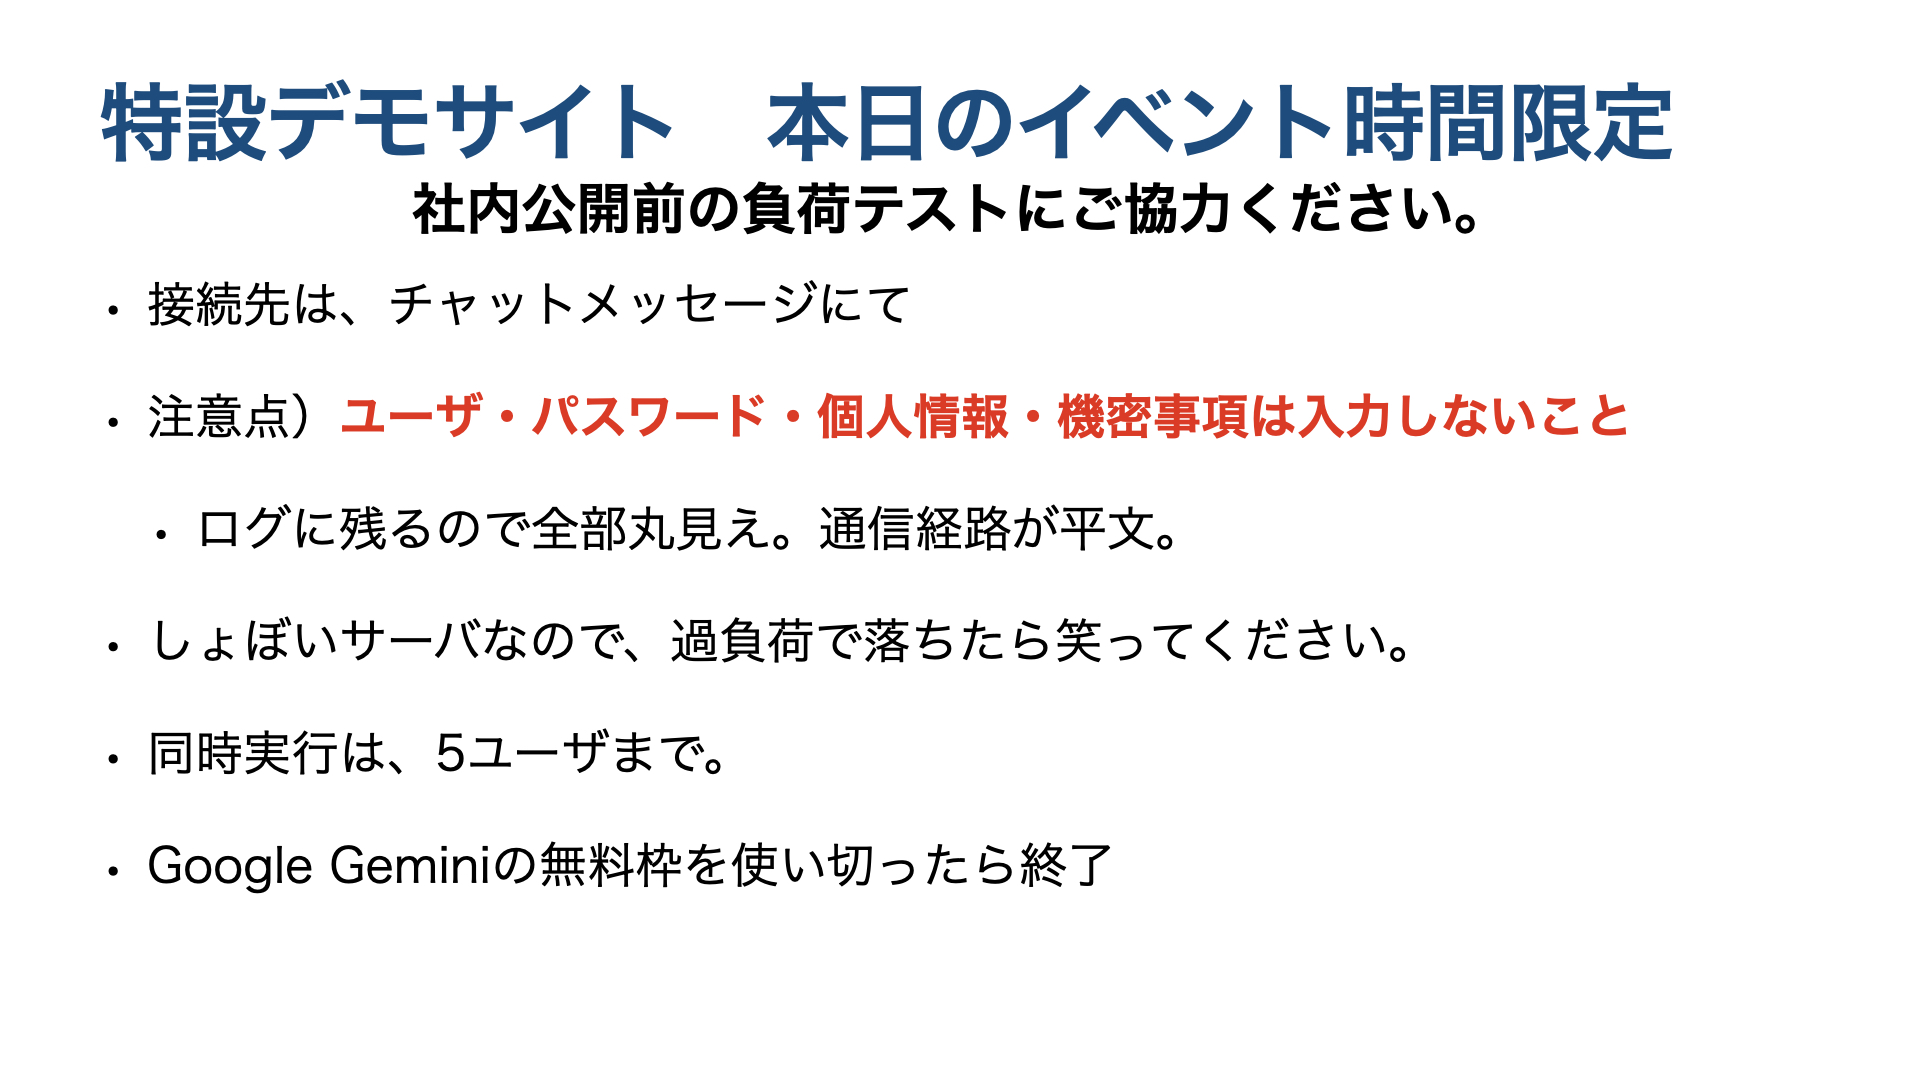 特設デモサイト　本日のイベント時間限定
社内公開前の負荷テストにご協力ください。
• 接続先は、チャットメッセージにて
• 注意点）ユーザ・パスワード・個人情報・機密事項は入力しないこと
• ログに残るので全部丸見え。通信経路が平文。
• しょぼいサーバなので、過負荷で落ちたら笑ってください。
• 同時実行は、5ユーザまで。
• Google Geminiの無料枠を使い切ったら終了